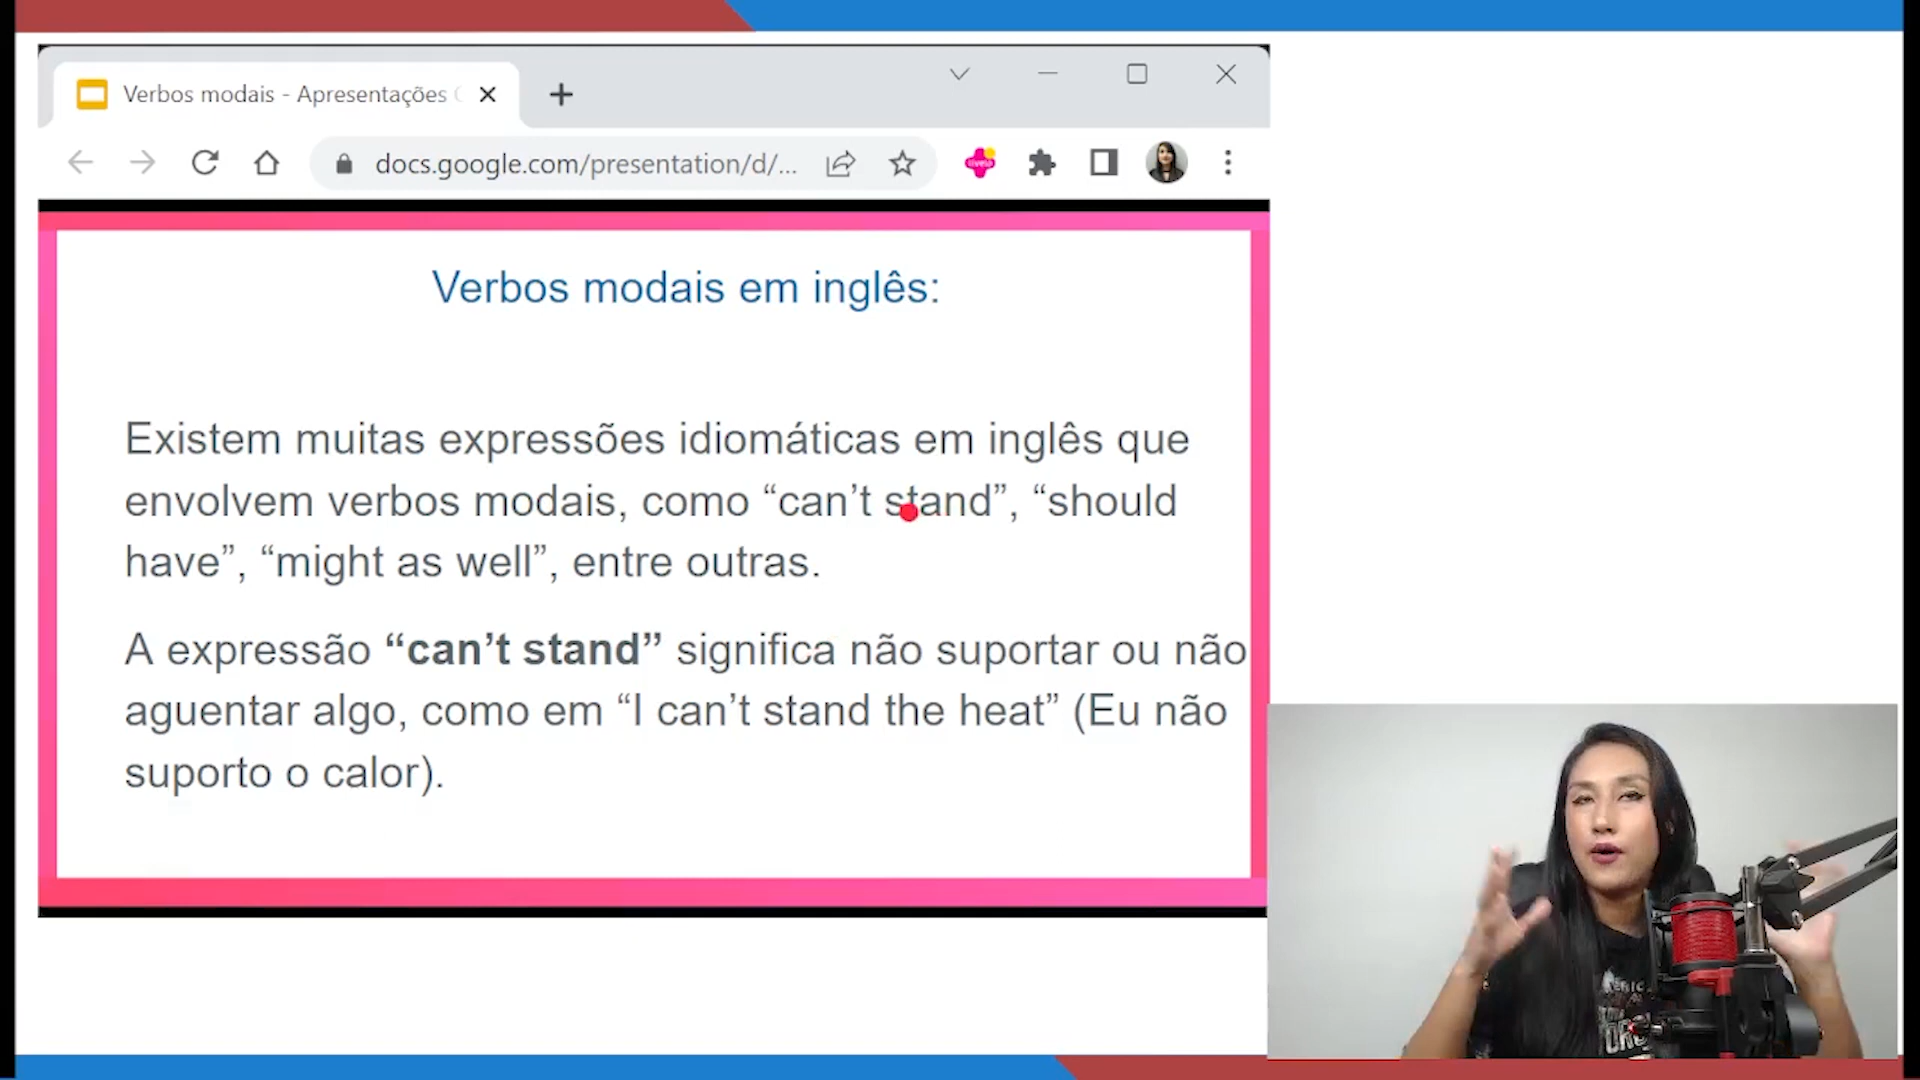 Verbos modais - Apresentações
docs.google.com/presentation/d/...
Verbos modais em inglês:
Existem muitas expressões idiomáticas em inglês que
envolvem verbos modais, como “can’t stand”, “should
have”, “might as well”, entre outras.
A expressão “can’t stand” significa não suportar ou não
aguentar algo, como em “I can’t stand the heat” (Eu não
suporto o calor).